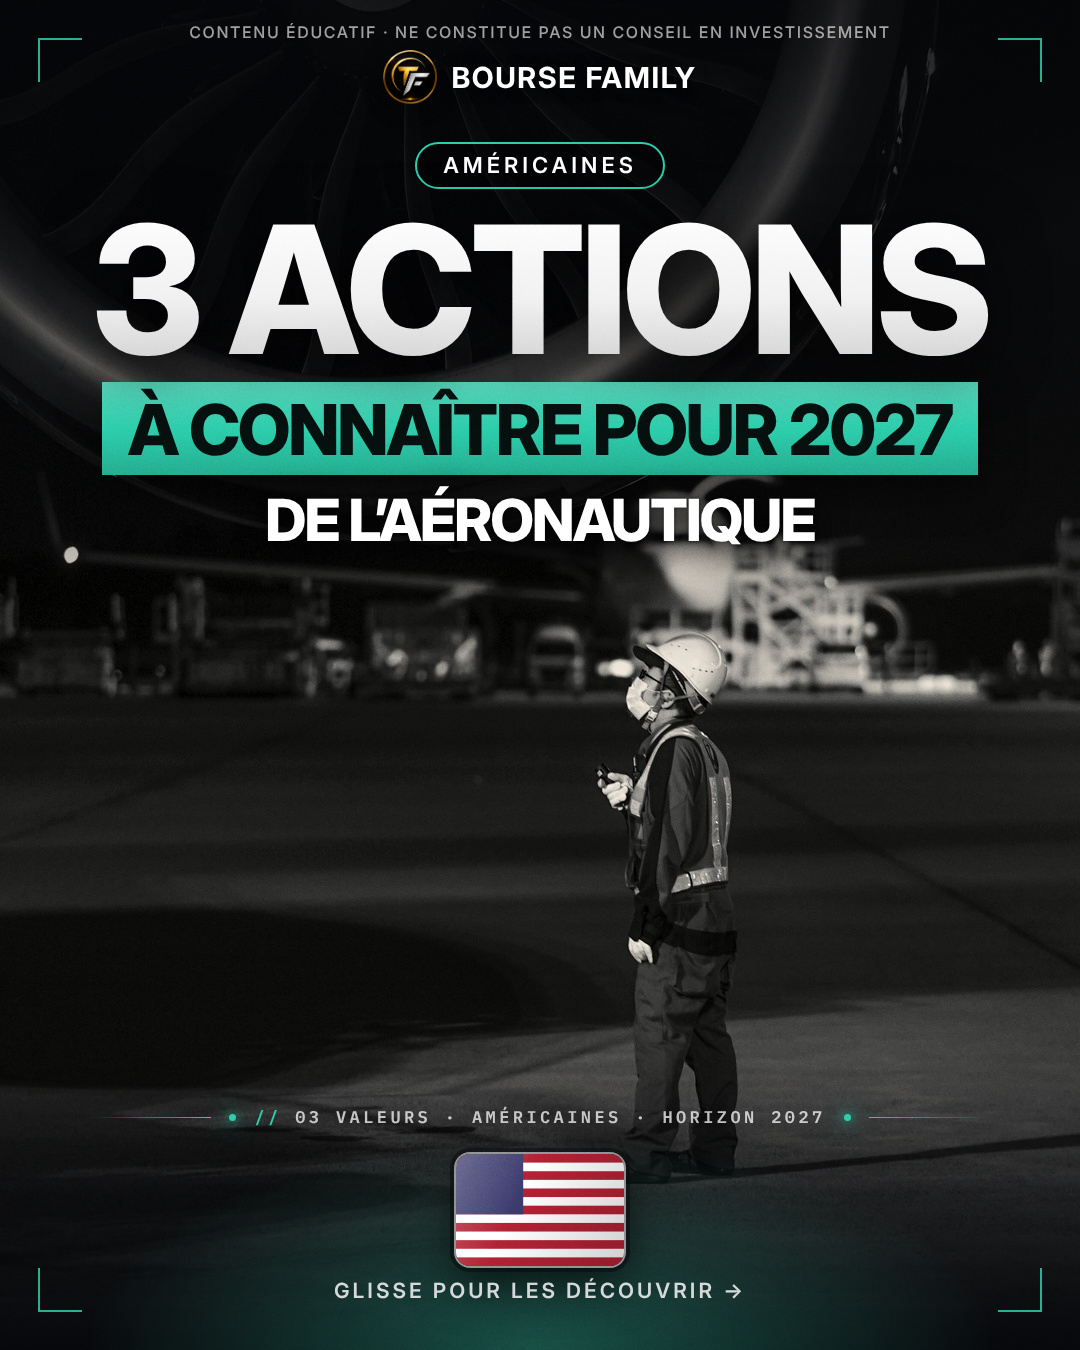 CONTENU ÉDUCATIF · NE CONSTITUE PAS UN CONSEIL EN INVESTISSEMENT
TF BOURSE FAMILY
AMÉRICAINES
3 ACTIONS
À CONNAÎTRE POUR 2027
DE L'AÉRONAUTIQUE
// 03 VALEURS · AMÉRICAINES · HORIZON 2027
GLISSE POUR LES DÉCOUVRIR →